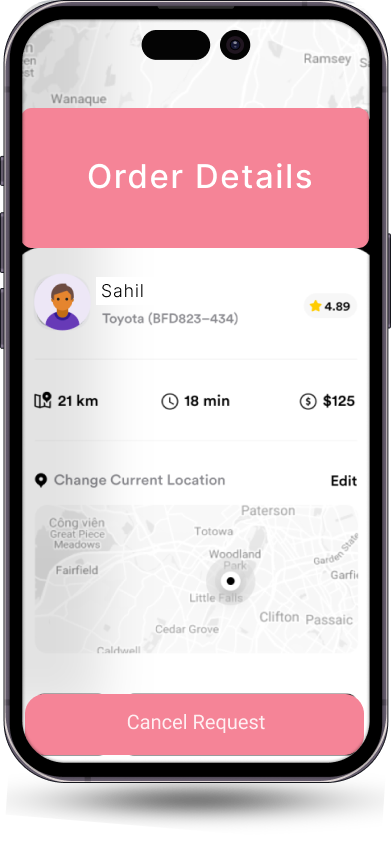 Ramsey
Wanaque
Order Details
Sahil
Toyota (BFD823–434)
4.89
21 km
18 min
$125
Change Current Location
Edit
Paterson
Công viên
Great Piece
Meadows
Totowa
Woodland
Park
Garden State
Fairfield
Garfi
Little Falls
Clifton
Passaic
Cedar Grove
Caldwell
Cancel Request